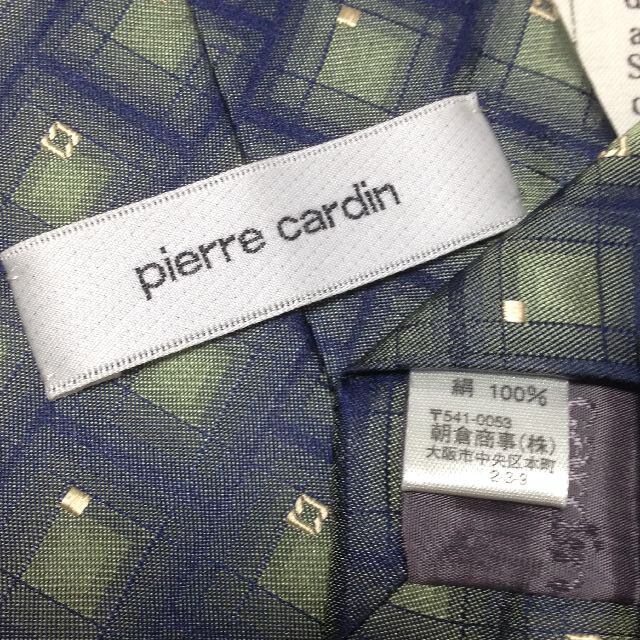 pierre cardin
絹 100%
〒541-0053
朝倉商事(株)
大阪市中央区本町
2-3-9